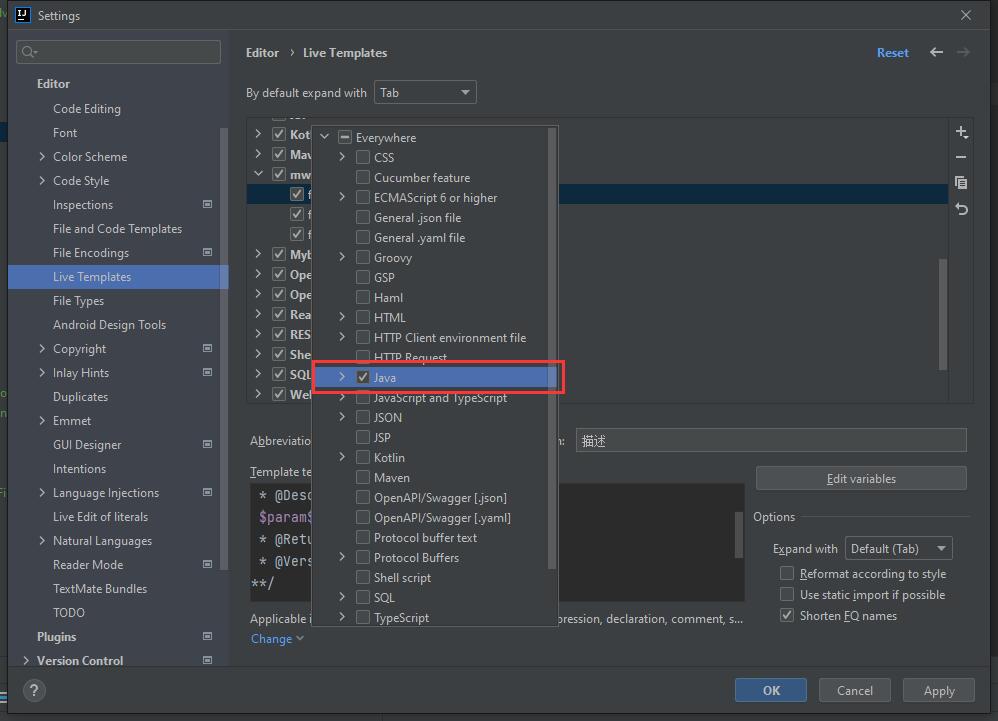 Settings
Editor › Live Templates
Reset
By default expand with Tab
Editor
Code Editing
Font
Color Scheme
Code Style
Inspections
File and Code Templates
File Encodings
Live Templates
File Types
Android Design Tools
Copyright
Inlay Hints
Duplicates
Emmet
GUI Designer
Intentions
Language Injections
Live Edit of literals
Natural Languages
Reader Mode
TextMate Bundles
TODO
Plugins
Version Control
Kotl
Mav
mw
f
f
f
Myb
Ope
Ope
Rea
RES
She
SQL
Wel
Everywhere
CSS
Cucumber feature
ECMAScript 6 or higher
General .json file
General .yaml file
Groovy
GSP
Haml
HTML
HTTP Client environment file
HTTP Request
Java
JavaScript and TypeScript
JSON
JSP
Kotlin
Maven
OpenAPI/Swagger [.json]
OpenAPI/Swagger [.yaml]
Protocol buffer text
Protocol Buffers
Shell script
SQL
TypeScript
Abbreviatio
n: 描述
Template te
* @Desc
$param$
* @Retu
* @Vers
**/
Edit variables
Options
Expand with Default (Tab)
Reformat according to style
Use static import if possible
Shorten FQ names
Applicable i
pression, declaration, comment, s...
Change
?
OK
Cancel
Apply